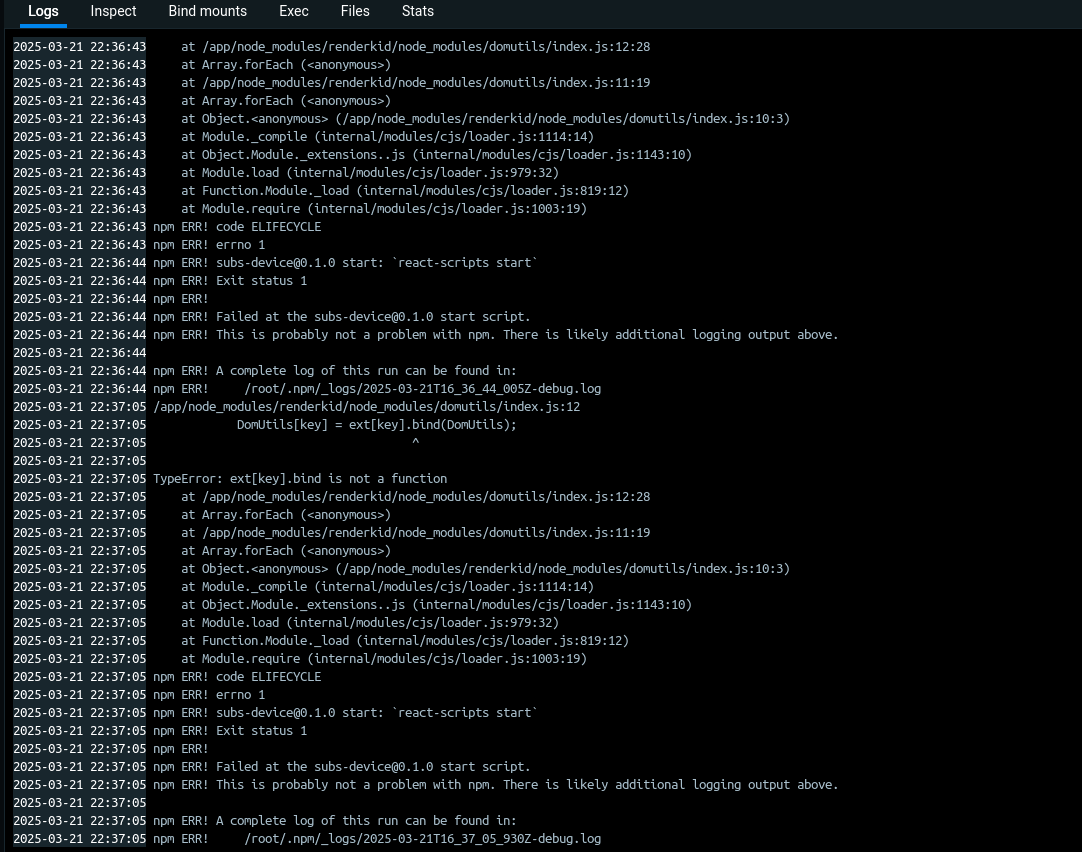 Logs Inspect Bind mounts Exec Files Stats
2025-03-21 22:36:43     at /app/node_modules/renderkid/node_modules/domutils/index.js:12:28
2025-03-21 22:36:43     at Array.forEach (<anonymous>)
2025-03-21 22:36:43     at /app/node_modules/renderkid/node_modules/domutils/index.js:11:19
2025-03-21 22:36:43     at Array.forEach (<anonymous>)
2025-03-21 22:36:43     at Object.<anonymous> (/app/node_modules/renderkid/node_modules/domutils/index.js:10:3)
2025-03-21 22:36:43     at Module._compile (internal/modules/cjs/loader.js:1114:14)
2025-03-21 22:36:43     at Object.Module._extensions..js (internal/modules/cjs/loader.js:1143:10)
2025-03-21 22:36:43     at Module.load (internal/modules/cjs/loader.js:979:32)
2025-03-21 22:36:43     at Function.Module._load (internal/modules/cjs/loader.js:819:12)
2025-03-21 22:36:43     at Module.require (internal/modules/cjs/loader.js:1003:19)
2025-03-21 22:36:43 npm ERR! code ELIFECYCLE
2025-03-21 22:36:43 npm ERR! errno 1
2025-03-21 22:36:44 npm ERR! subs-device@0.1.0 start: `react-scripts start`
2025-03-21 22:36:44 npm ERR! Exit status 1
2025-03-21 22:36:44 npm ERR!
2025-03-21 22:36:44 npm ERR! Failed at the subs-device@0.1.0 start script.
2025-03-21 22:36:44 npm ERR! This is probably not a problem with npm. There is likely additional logging output above.
2025-03-21 22:36:44
2025-03-21 22:36:44 npm ERR! A complete log of this run can be found in:
2025-03-21 22:36:44 npm ERR!     /root/.npm/_logs/2025-03-21T16_36_44_005Z-debug.log
2025-03-21 22:37:05 /app/node_modules/renderkid/node_modules/domutils/index.js:12
2025-03-21 22:37:05             DomUtils[key] = ext[key].bind(DomUtils);
2025-03-21 22:37:05                                      ^
2025-03-21 22:37:05
2025-03-21 22:37:05 TypeError: ext[key].bind is not a function
2025-03-21 22:37:05     at /app/node_modules/renderkid/node_modules/domutils/index.js:12:28
2025-03-21 22:37:05     at Array.forEach (<anonymous>)
2025-03-21 22:37:05     at /app/node_modules/renderkid/node_modules/domutils/index.js:11:19
2025-03-21 22:37:05     at Array.forEach (<anonymous>)
2025-03-21 22:37:05     at Object.<anonymous> (/app/node_modules/renderkid/node_modules/domutils/index.js:10:3)
2025-03-21 22:37:05     at Module._compile (internal/modules/cjs/loader.js:1114:14)
2025-03-21 22:37:05     at Object.Module._extensions..js (internal/modules/cjs/loader.js:1143:10)
2025-03-21 22:37:05     at Module.load (internal/modules/cjs/loader.js:979:32)
2025-03-21 22:37:05     at Function.Module._load (internal/modules/cjs/loader.js:819:12)
2025-03-21 22:37:05     at Module.require (internal/modules/cjs/loader.js:1003:19)
2025-03-21 22:37:05 npm ERR! code ELIFECYCLE
2025-03-21 22:37:05 npm ERR! errno 1
2025-03-21 22:37:05 npm ERR! subs-device@0.1.0 start: `react-scripts start`
2025-03-21 22:37:05 npm ERR! Exit status 1
2025-03-21 22:37:05 npm ERR!
2025-03-21 22:37:05 npm ERR! Failed at the subs-device@0.1.0 start script.
2025-03-21 22:37:05 npm ERR! This is probably not a problem with npm. There is likely additional logging output above.
2025-03-21 22:37:05
2025-03-21 22:37:05 npm ERR! A complete log of this run can be found in:
2025-03-21 22:37:05 npm ERR!     /root/.npm/_logs/2025-03-21T16_37_05_930Z-debug.log